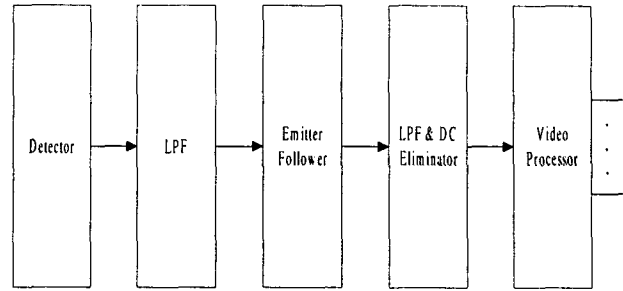 Detector
LPF
Emitter
Follower
LPF & DC
Eliminator
Video
Processor